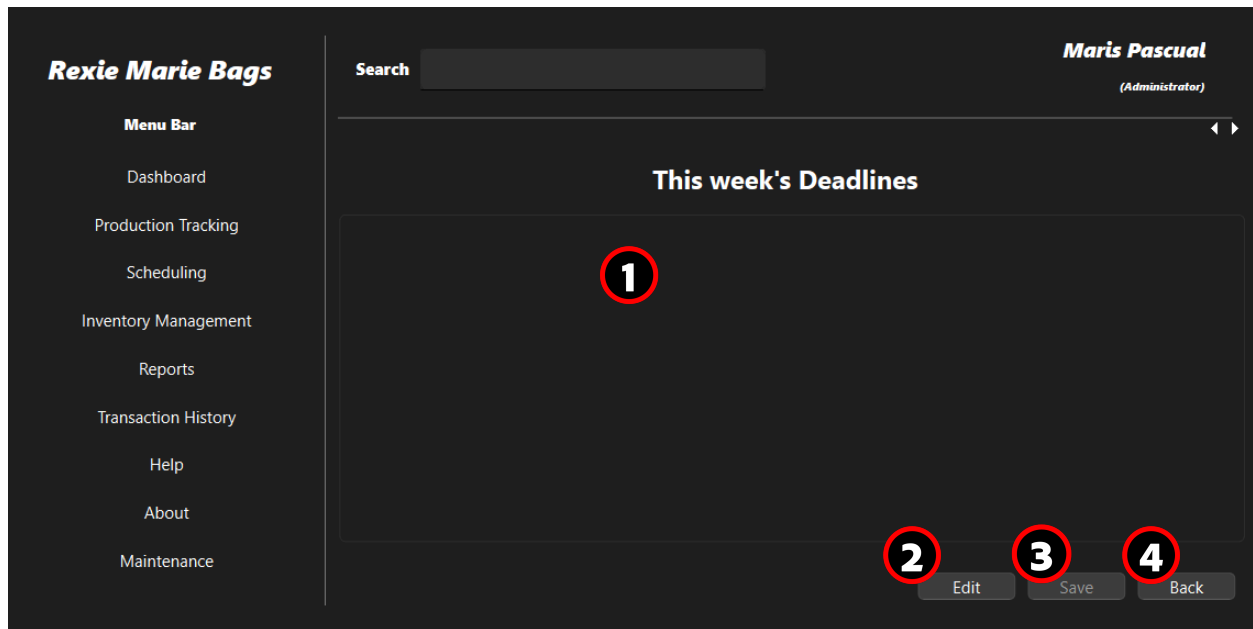 Rexie Marie Bags
Menu Bar
Dashboard
Production Tracking
Scheduling
Inventory Management
Reports
Transaction History
Help
About
Maintenance
Search
Maris Pascual
(Administrator)
This week's Deadlines
1
2
3
4
Edit
Save
Back